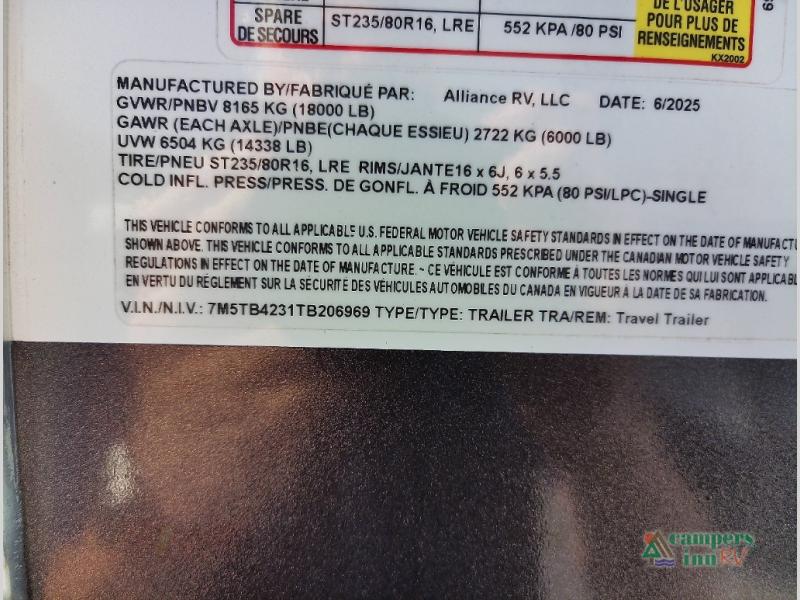 DE L'USAGER
POUR PLUS DE
RENSEIGNEMENTS
KX2002
SPARE
DE SECOURS
ST235/80R16, LRE
552 KPA /80 PSI
MANUFACTURED BY/FABRIQUÉ PAR: Alliance RV, LLC DATE: 6/2025
GVWR/PNBV 8165 KG (18000 LB)
GAWR (EACH AXLE)/PNBE(CHAQUE ESSIEU) 2722 KG (6000 LB)
UVW 6504 KG (14338 LB)
TIRE/PNEU ST235/80R16, LRE RIMS/JANTE16 x 6J, 6 x 5.5
COLD INFL. PRESS/PRESS. DE GONFL. À FROID 552 KPA (80 PSI/LPC)-SINGLE
THIS VEHICLE CONFORMS TO ALL APPLICABLE U.S. FEDERAL MOTOR VEHICLE SAFETY STANDARDS IN EFFECT ON THE DATE OF MANUFACTU
SHOWN ABOVE. THIS VEHICLE CONFORMS TO ALL APPLICABLE STANDARDS PRESCRIBED UNDER THE CANADIAN MOTOR VEHICLE SAFETY
REGULATIONS IN EFFECT ON THE DATE OF MANUFACTURE. ~ CE VÉHICULE EST CONFORME À TOUTES LES NORMES QUI LUI SONT APPLICABL
EN VERTU DU RÉGLEMENT SUR LA SÉCURITÉ DES VÉHICULES AUTOMOBILES DU CANADA EN VIGUEUR À LA DATE DE SA FABRICATION.
V.I.N./N.I.V.: 7M5TB4231TB206969 TYPE/TYPE: TRAILER TRA/REM: Travel Trailer
campers
inn RV